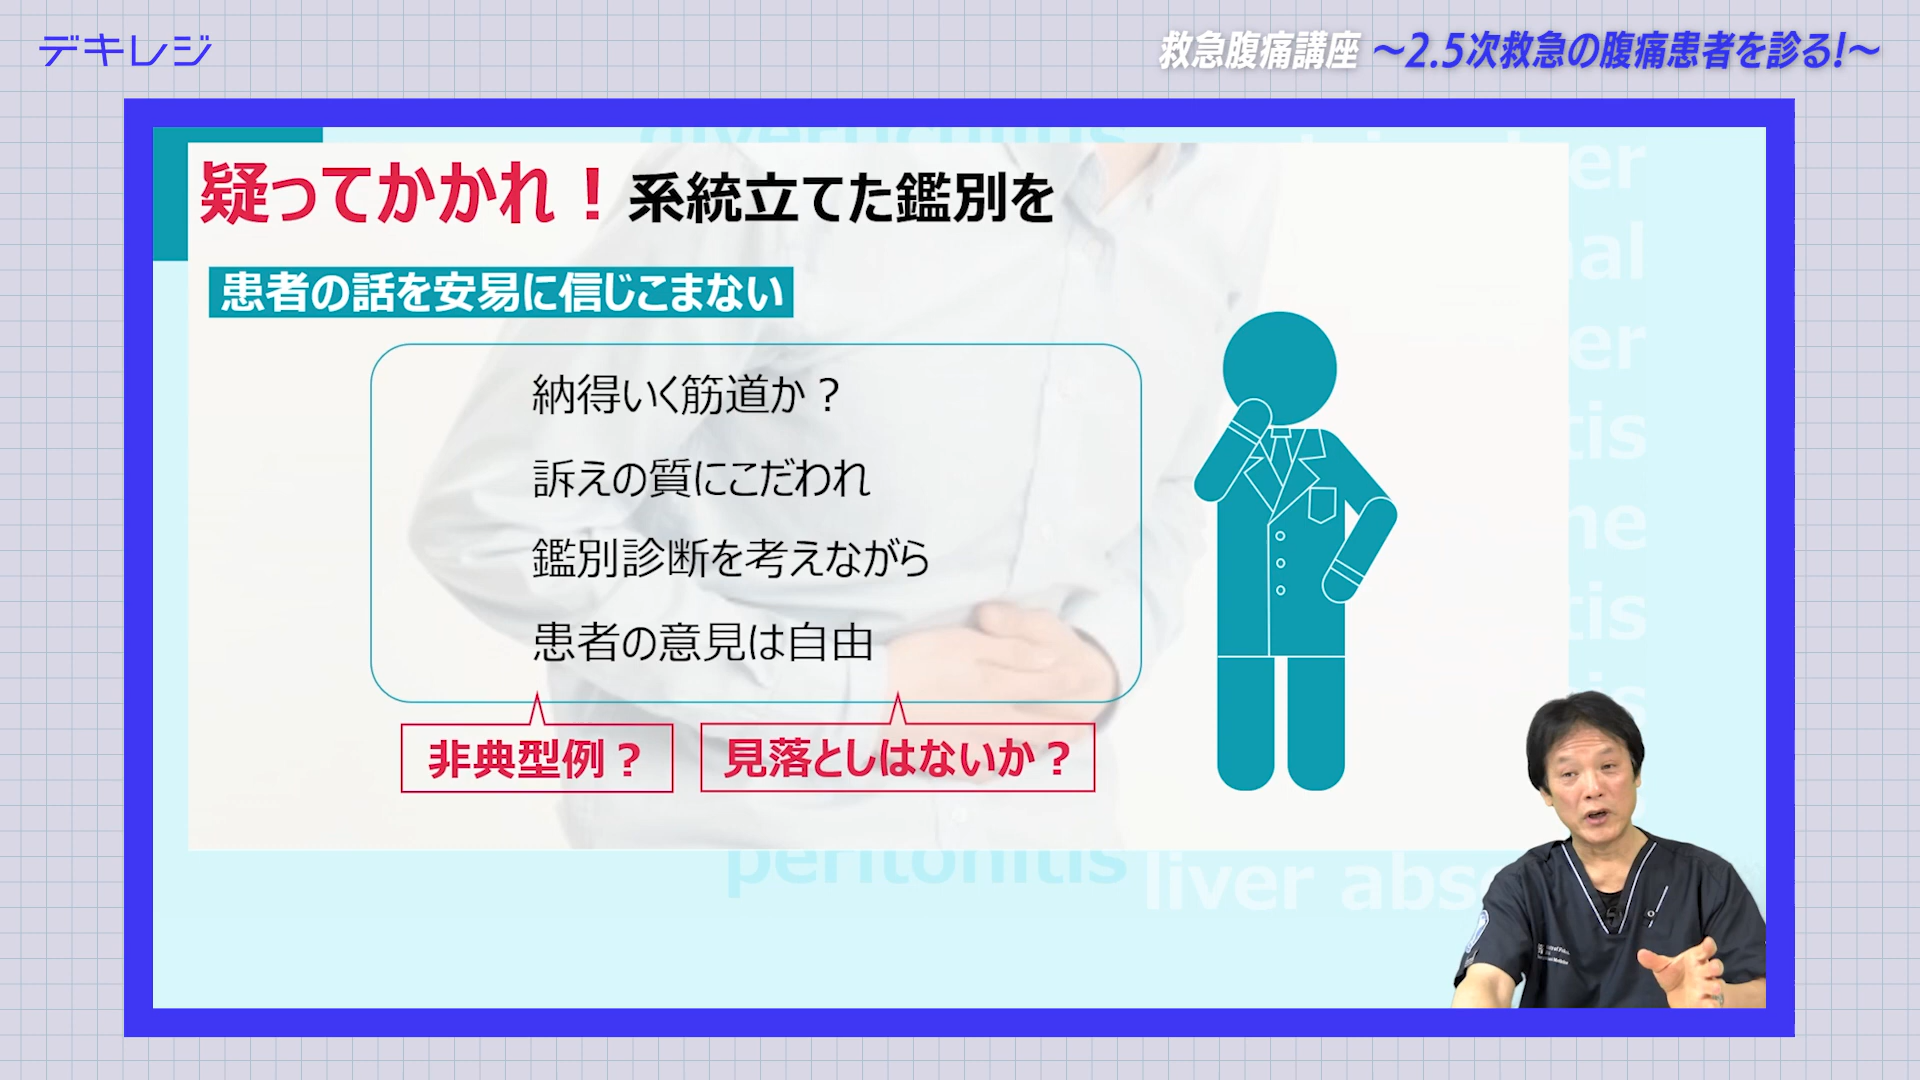 デキレジ
救急腹痛講座 ～2.5次救急の腹痛患者を診る!～
疑ってかかれ！系統立てた鑑別を
患者の話を安易に信じこまない
納得いく筋道か？
訴えの質にこだわれ
鑑別診断を考えながら
患者の意見は自由
非典型例？
見落としはないか？
diverticulitis
peritonitis
liver